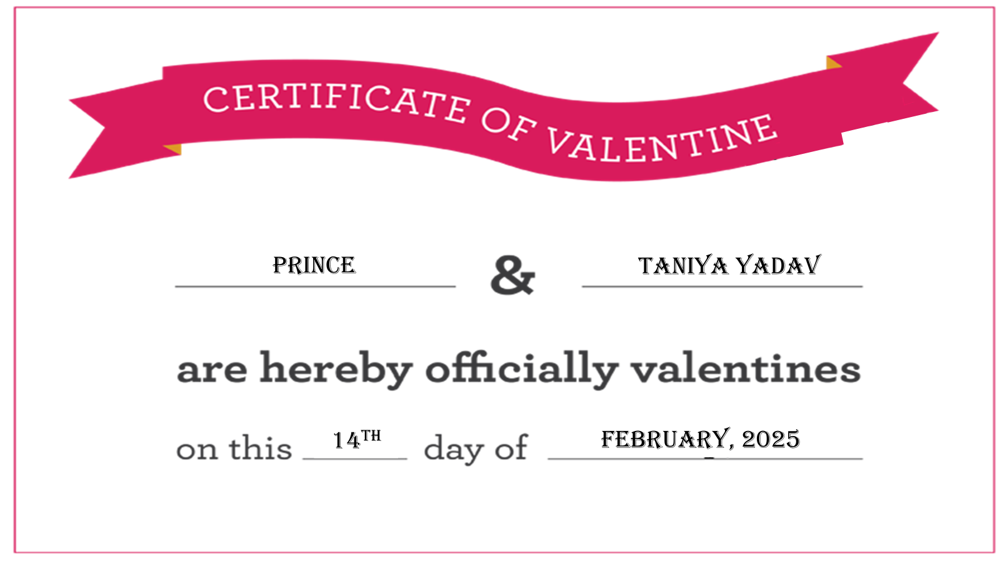 CERTIFICATE OF VALENTINE
PRINCE & TANIYA YADAV
are hereby officially valentines
on this 14TH day of FEBRUARY, 2025